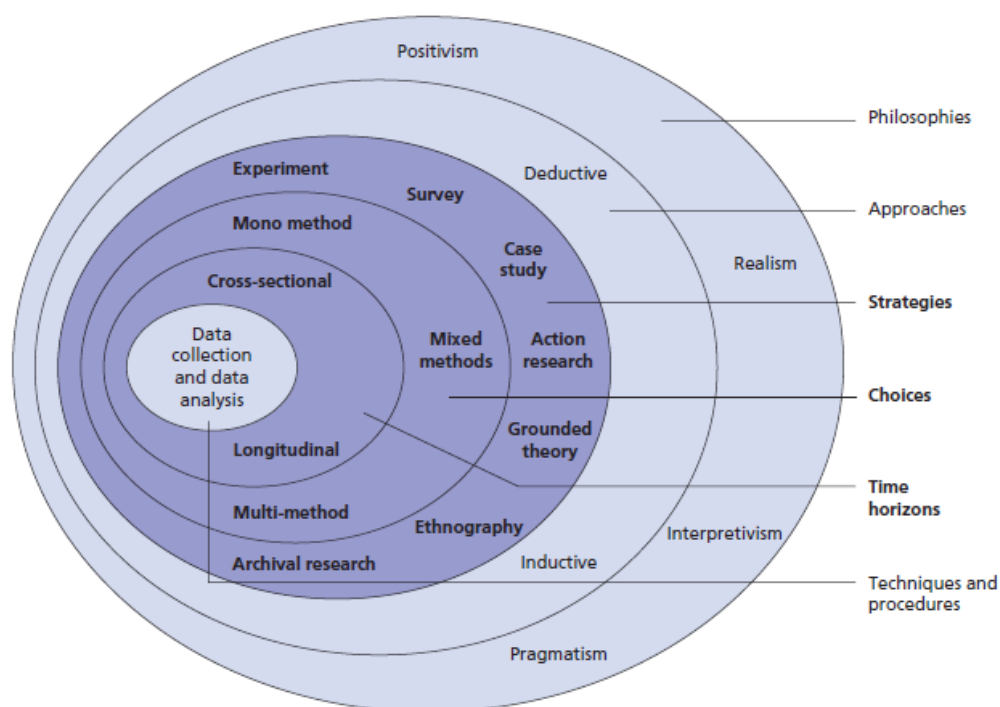 Positivism
Philosophies
Experiment
Deductive
Survey
Approaches
Mono method
Case
study
Realism
Cross-sectional
Strategies
Data
collection
and data
analysis
Mixed
methods
Action
research
Choices
Grounded
theory
Longitudinal
Time
horizons
Multi-method
Ethnography
Interpretivism
Archival research
Inductive
Techniques and
procedures
Pragmatism